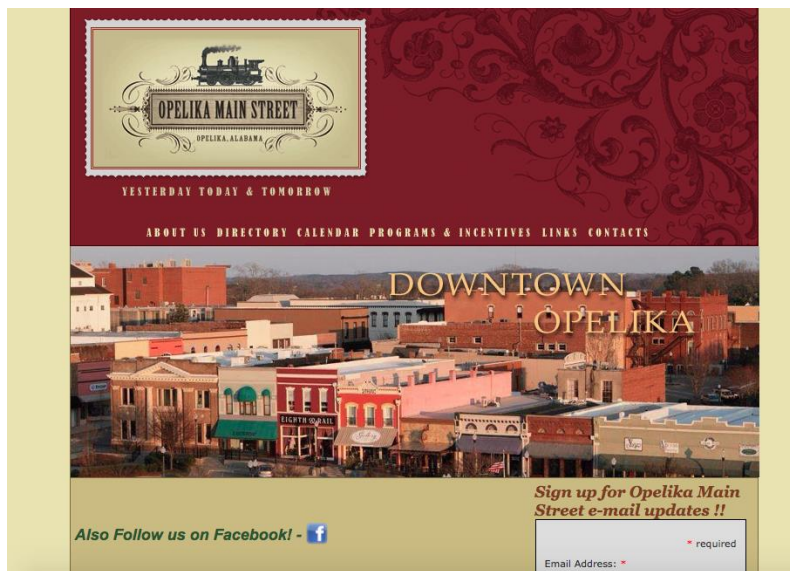 OPELIKA MAIN STREET
OPELIKA, ALABAMA
YESTERDAY TODAY & TOMORROW
ABOUT US DIRECTORY CALENDAR PROGRAMS & INCENTIVES LINKS CONTACTS
DOWNTOWN
OPELIKA
EIGHTH RAIL
Sign up for Opelika Main
Street e-mail updates !!
Also Follow us on Facebook! -
* required
Email Address: *